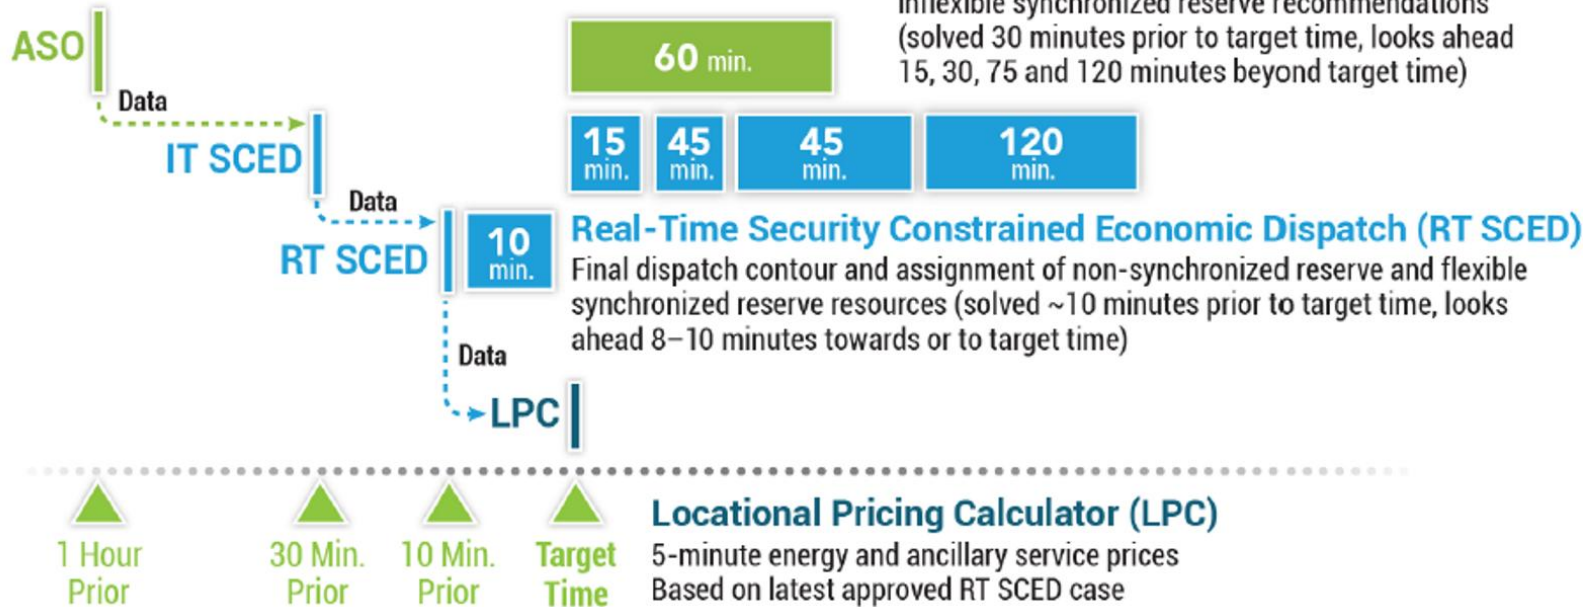 inflexible synchronized reserve recommendations
(solved 30 minutes prior to target time, looks ahead
15, 30, 75 and 120 minutes beyond target time)
ASO
60 min.
Data
IT SCED
15 min.
45 min.
45 min.
120 min.
Data
RT SCED
10 min.
Real-Time Security Constrained Economic Dispatch (RT SCED)
Final dispatch contour and assignment of non-synchronized reserve and flexible
synchronized reserve resources (solved ~10 minutes prior to target time, looks
ahead 8–10 minutes towards or to target time)
Data
LPC
1 Hour
Prior
30 Min.
Prior
10 Min.
Prior
Target
Time
Locational Pricing Calculator (LPC)
5-minute energy and ancillary service prices
Based on latest approved RT SCED case